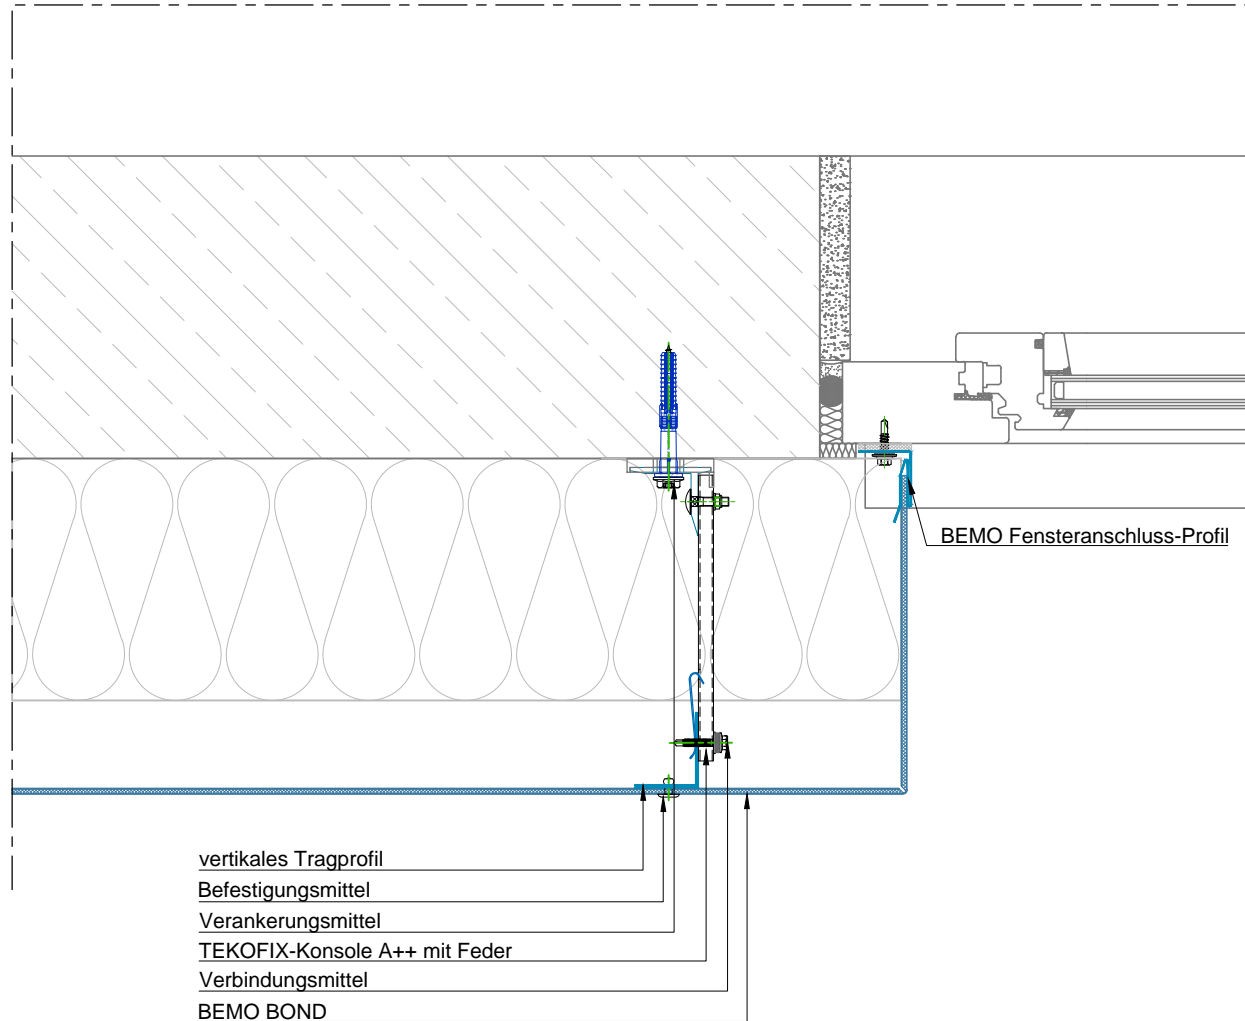 BEMO Fensteranschluss-Profil
vertikales Tragprofil
Befestigungsmittel
Verankerungsmittel
TEKOFIX-Konsole A++ mit Feder
Verbindungsmittel
BEMO BOND